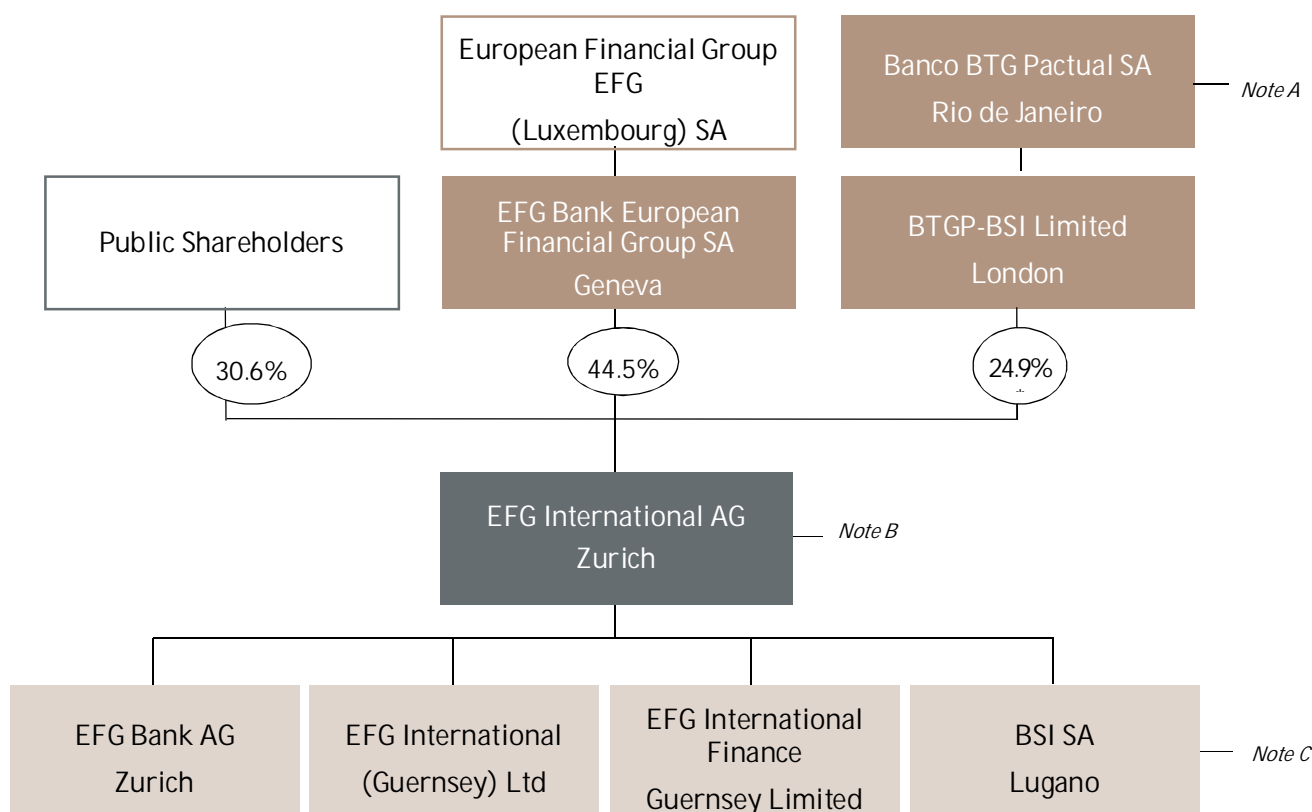 European Financial Group
EFG
(Luxembourg) SA
Banco BTG Pactual SA
Rio de Janeiro
Note A
Public Shareholders
EFG Bank European
Financial Group SA
Geneva
BTGP-BSI Limited
London
30.6%
44.5%
24.9%
*
EFG International AG
Zurich
Note B
EFG Bank AG
Zurich
EFG International
(Guernsey) Ltd
EFG International
Finance
Guernsey Limited
BSI SA
Lugano
Note C